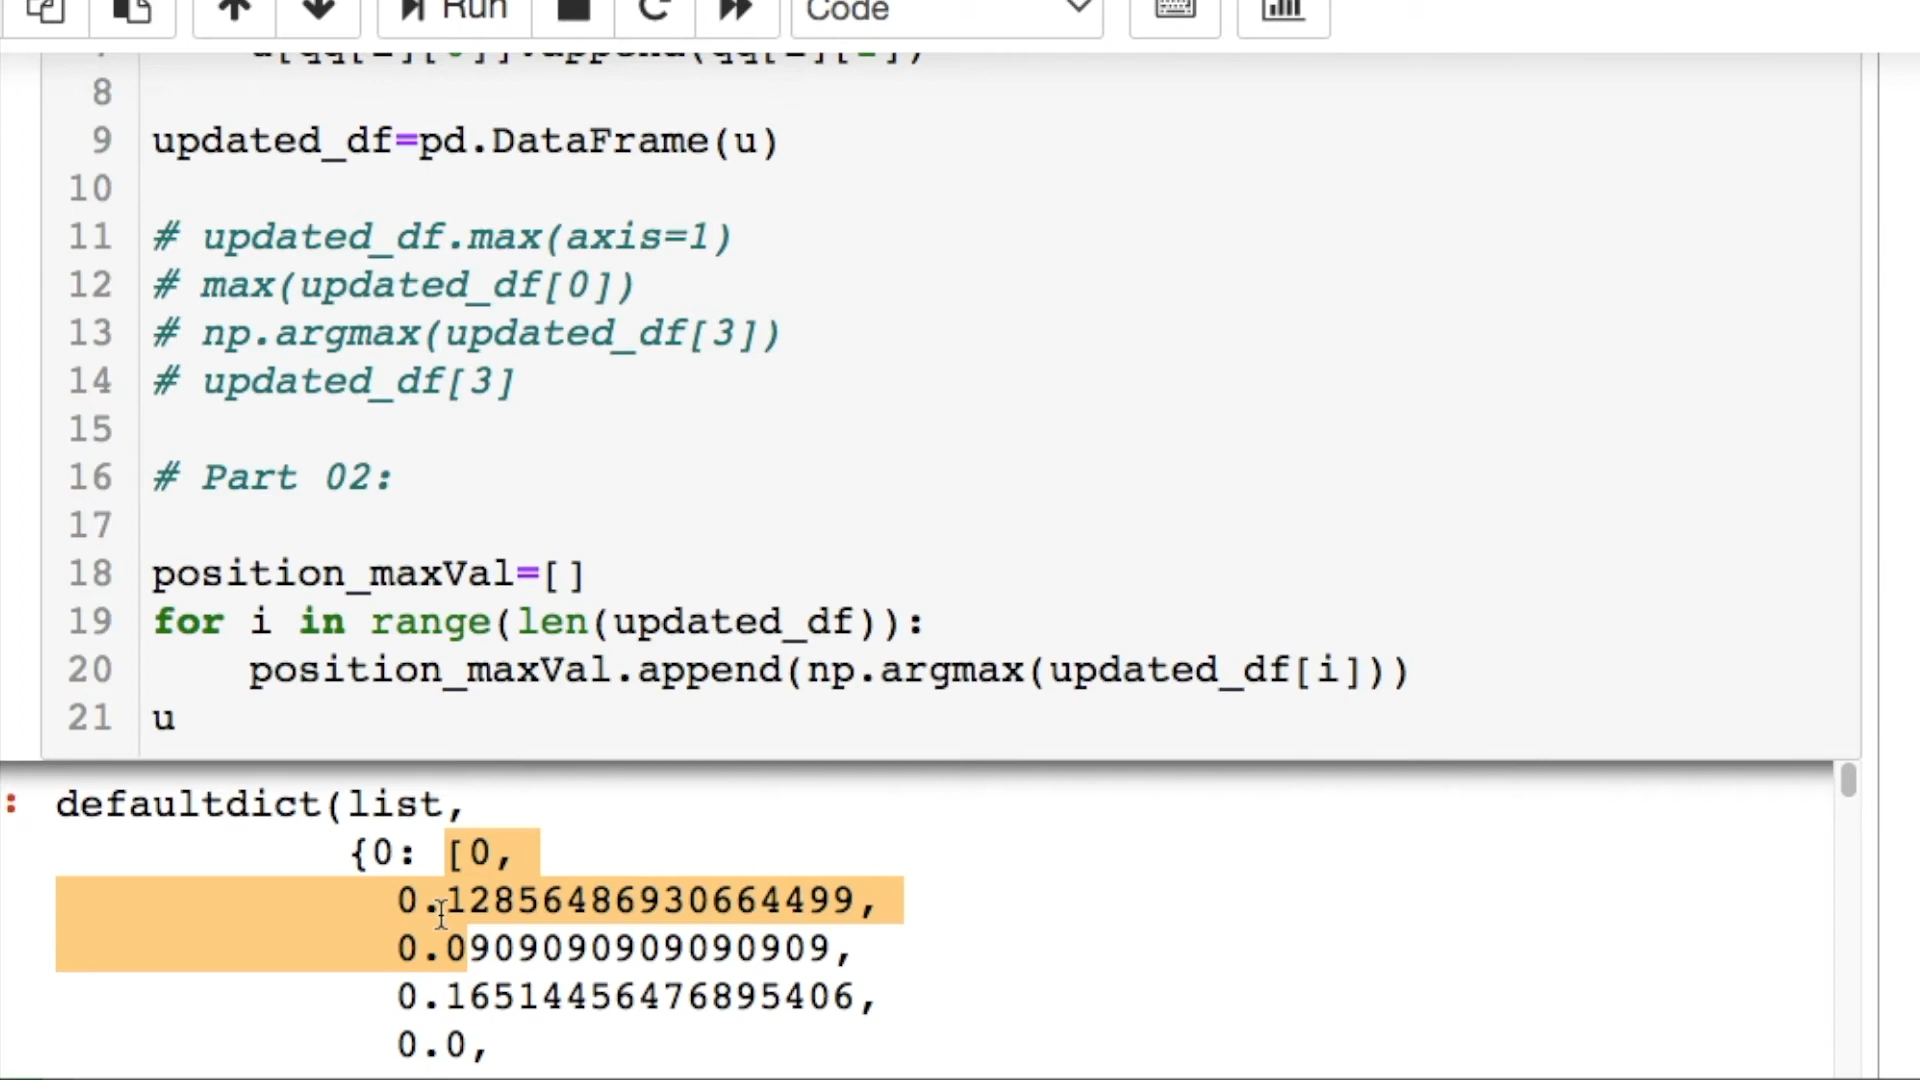 Run
Code
8
9 updated_df=pd.DataFrame(u)
10
11 # updated_df.max(axis=1)
12 # max(updated_df[0])
13 # np.argmax(updated_df[3])
14 # updated_df[3]
15
16 # Part 02:
17
18 position_maxVal=[]
19 for i in range(len(updated_df)):
20 position_maxVal.append(np.argmax(updated_df[i]))
21 u
: defaultdict(list,
{0: [0,
0.12856486930664499,
0.0909090909090909,
0.16514456476895406,
0.0,